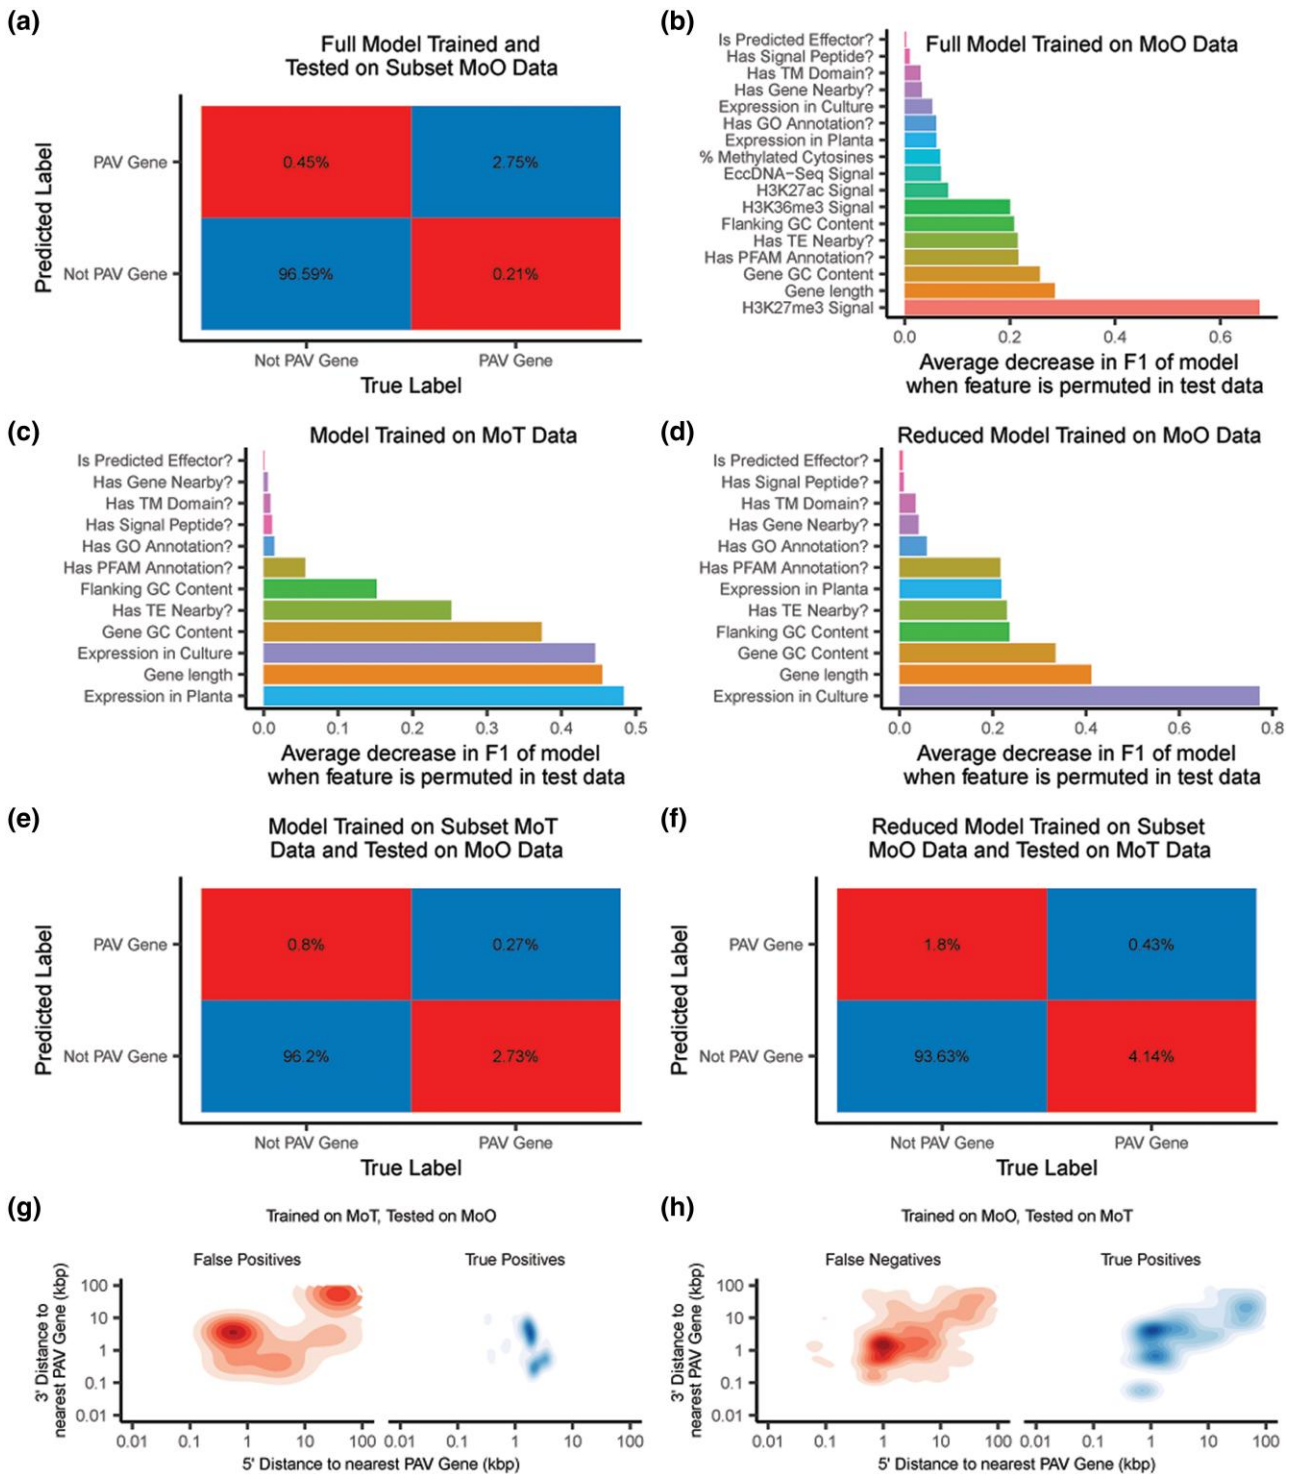 (a)
Full Model Trained and
Tested on Subset MoO Data
Predicted Label
PAV Gene
0.45%
2.75%
Not PAV Gene
96.59%
0.21%
Not PAV Gene
PAV Gene
True Label
(b)
Full Model Trained on MoO Data
Is Predicted Effector?
Has Signal Peptide?
Has TM Domain?
Has Gene Nearby?
Expression in Culture
Has GO Annotation?
Expression in Planta
% Methylated Cytosines
EccDNA−Seq Signal
H3K27ac Signal
H3K36me3 Signal
Flanking GC Content
Has TE Nearby?
Has PFAM Annotation?
Gene GC Content
Gene length
H3K27me3 Signal
0.0 0.2 0.4 0.6
Average decrease in F1 of model
when feature is permuted in test data
(c)
Model Trained on MoT Data
Is Predicted Effector?
Has Gene Nearby?
Has TM Domain?
Has Signal Peptide?
Has GO Annotation?
Has PFAM Annotation?
Flanking GC Content
Has TE Nearby?
Gene GC Content
Expression in Culture
Gene length
Expression in Planta
0.0 0.1 0.2 0.3 0.4 0.5
Average decrease in F1 of model
when feature is permuted in test data
(d)
Reduced Model Trained on MoO Data
Is Predicted Effector?
Has Signal Peptide?
Has TM Domain?
Has Gene Nearby?
Has GO Annotation?
Has PFAM Annotation?
Expression in Planta
Has TE Nearby?
Flanking GC Content
Gene GC Content
Gene length
Expression in Culture
0.0 0.2 0.4 0.6 0.8
Average decrease in F1 of model
when feature is permuted in test data
(e)
Model Trained on Subset MoT
Data and Tested on MoO Data
Predicted Label
PAV Gene
0.8%
0.27%
Not PAV Gene
96.2%
2.73%
Not PAV Gene
PAV Gene
True Label
(f)
Reduced Model Trained on Subset
MoO Data and Tested on MoT Data
Predicted Label
PAV Gene
1.8%
0.43%
Not PAV Gene
93.63%
4.14%
Not PAV Gene
PAV Gene
True Label
(g)
Trained on MoT, Tested on MoO
False Positives
True Positives
3' Distance to
nearest PAV Gene (kbp)
100
10
1
0.1
0.01
0.01 0.1 1 10 100
0.01 0.1 1 10 100
5' Distance to nearest PAV Gene (kbp)
(h)
Trained on MoO, Tested on MoT
False Negatives
True Positives
3' Distance to
nearest PAV Gene (kbp)
100
10
1
0.1
0.01
0.01 0.1 1 10 100
0.01 0.1 1 10 100
5' Distance to nearest PAV Gene (kbp)